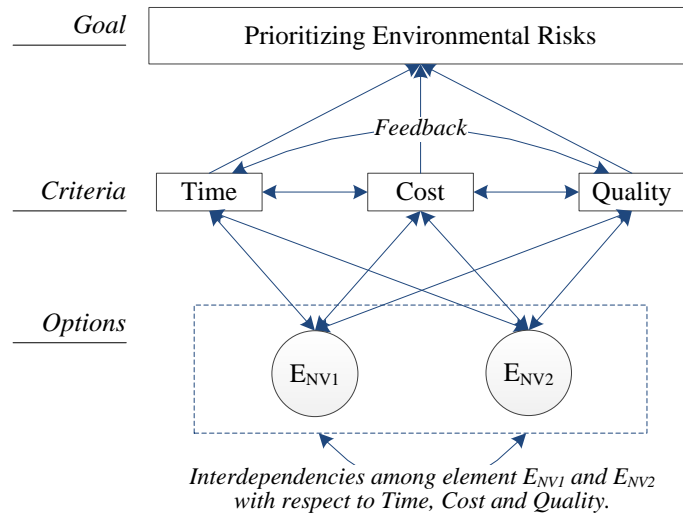 Goal
Prioritizing Environmental Risks
Feedback
Criteria
Time
Cost
Quality
Options
ENV1
ENV2
Interdependencies among element ENV1 and ENV2
with respect to Time, Cost and Quality.